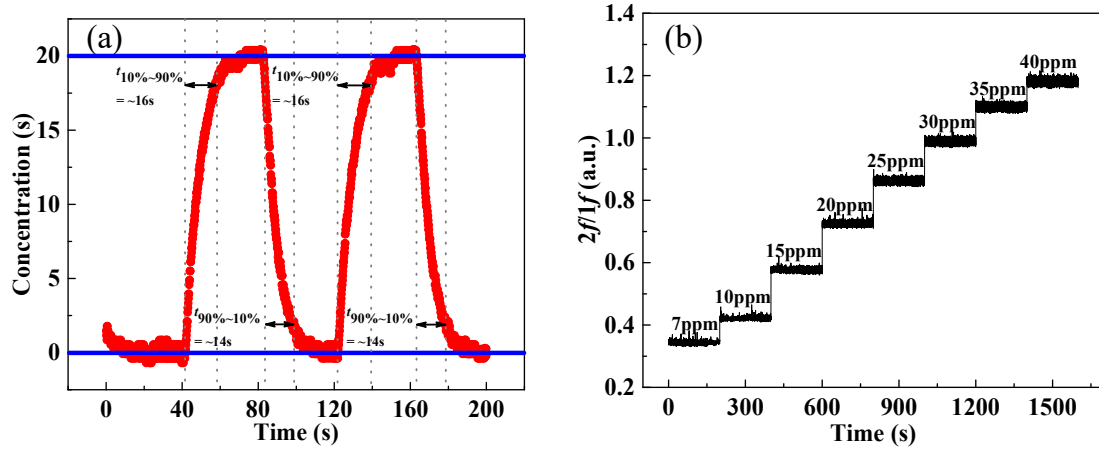 (a)
Concentration (s)
20
15
10
5
0
t10%~90%
= ~16s
t10%~90%
= ~16s
t90%~10%
= ~14s
t90%~10%
= ~14s
0 40 80 120 160 200
Time (s)
(b)
2f/1f (a.u.)
1.4
1.2
1.0
0.8
0.6
0.4
0.2
7ppm
10ppm
15ppm
20ppm
25ppm
30ppm
35ppm
40ppm
0 300 600 900 1200 1500
Time (s)